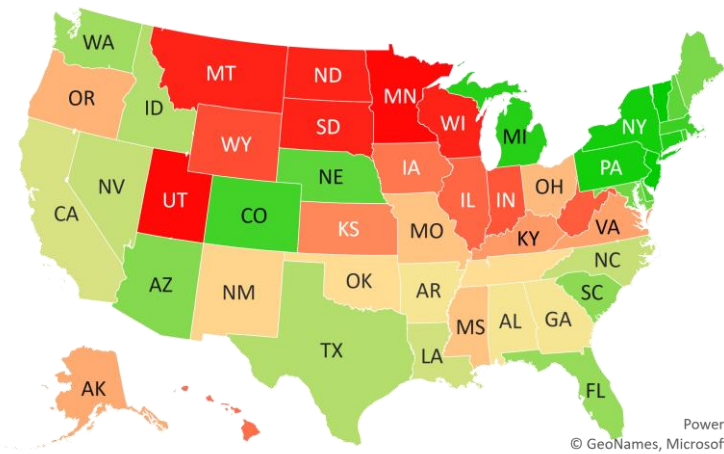 WA
MT
ND
MN
OR
ID
WI
SD
MI
NY
WY
IA
PA
NE
NV
UT
IL
IN
OH
CO
CA
KS
MO
KY
VA
NC
OK
AZ
NM
AR
SC
MS
AL
GA
TX
LA
AK
FL
Power
© GeoNames, Microsof